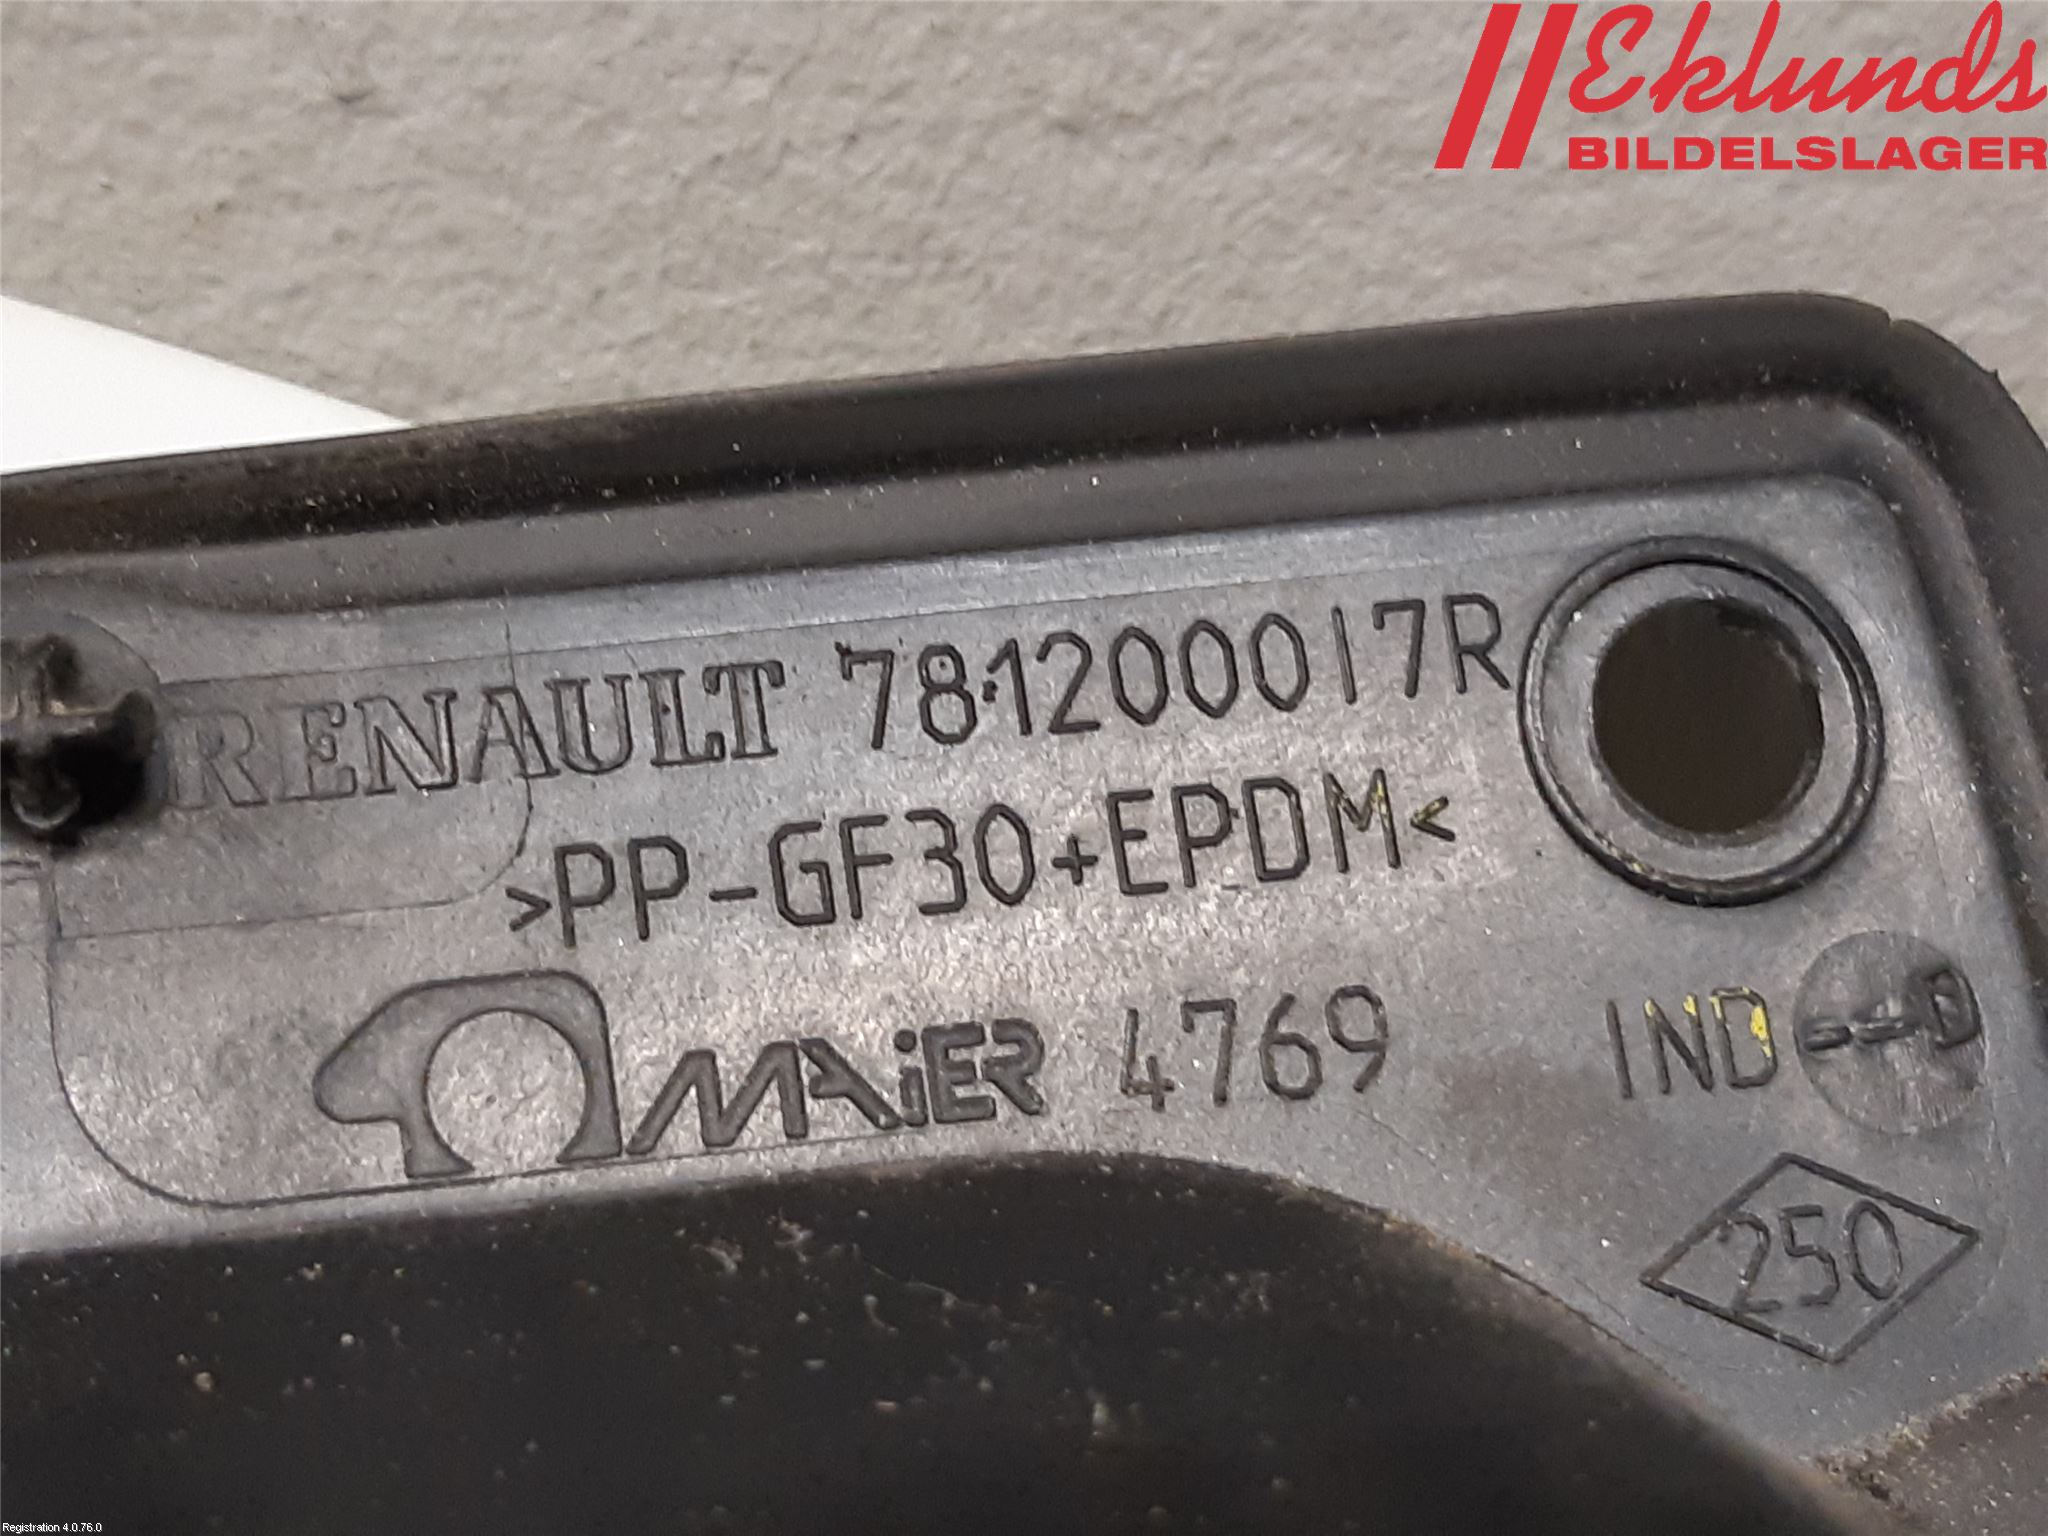 Eklunds
BILDELSLAGER
RENAULT 781200017R
>PP-GF30+EPDM<
MAiER 4769 IND--D
250
Registration 4.0.76.0